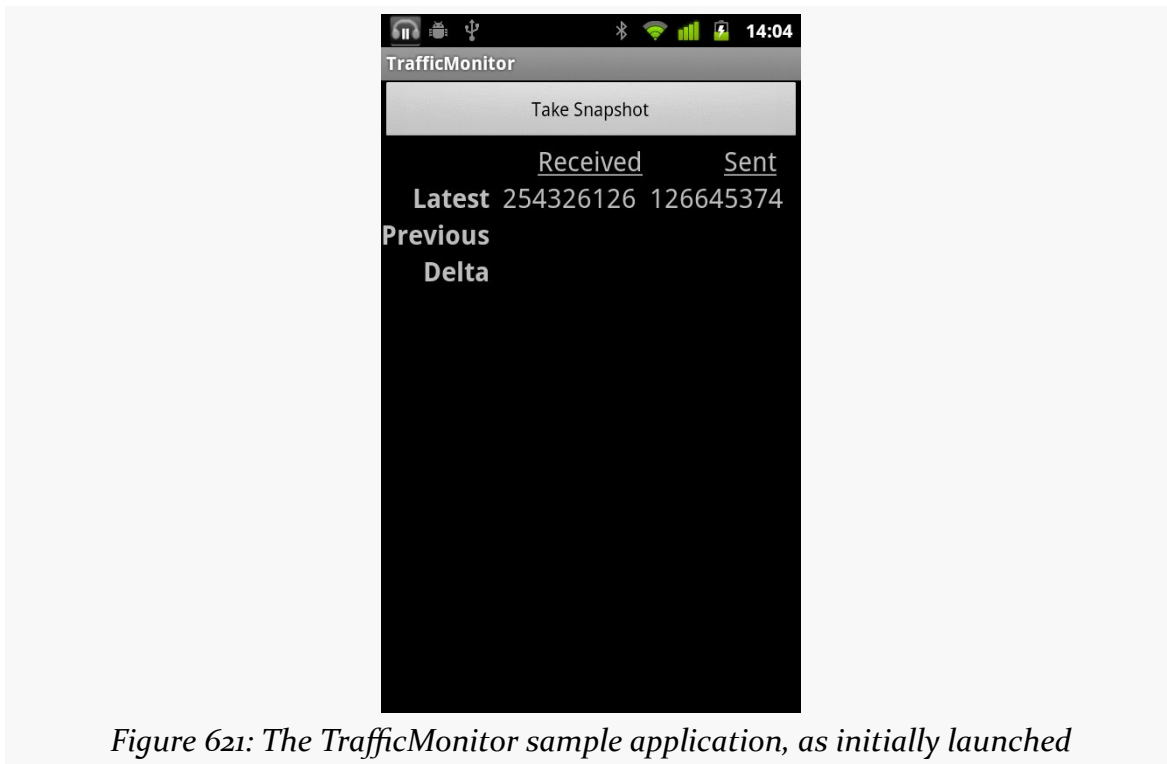 14:04
TrafficMonitor
Take Snapshot
Received Sent
Latest 254326126 126645374
Previous
Delta
Figure 621: The TrafficMonitor sample application, as initially launched